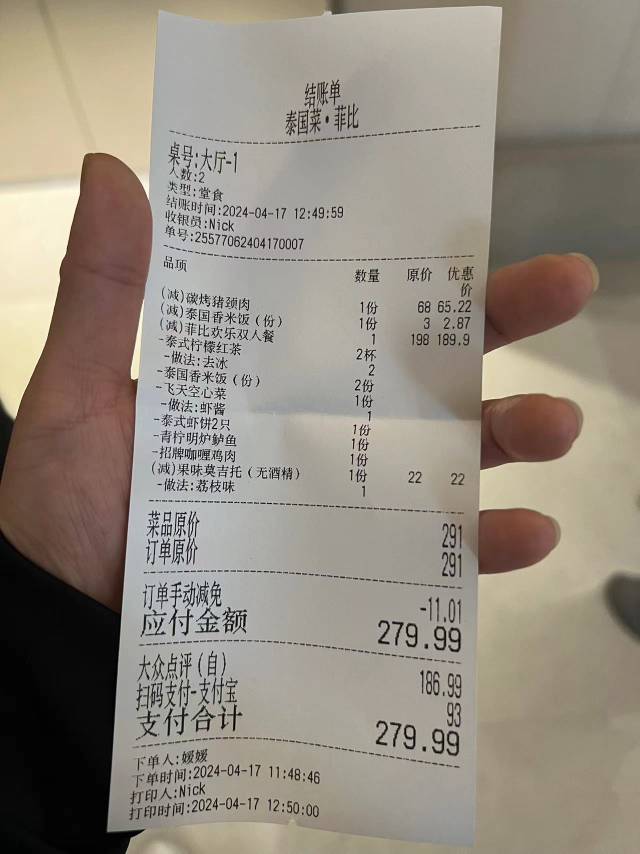 结账单
泰国菜·菲比
桌号:大厅-1
人数:2
类型:堂食
结账时间:2024-04-17 12:49:59
收银员:Nick
单号:25577062404170007
品项 数量 原价 优惠价
(减)碳烤猪颈肉 1份 68 65.22
(减)泰国香米饭(份) 1份 3 2.87
(减)菲比欢乐双人餐 1 198 189.9
-泰式柠檬红茶 2杯
-做法:去冰 2
-泰国香米饭(份) 2份
-飞天空心菜 1份
-做法:虾酱 1
-泰式虾饼2只 1份
-青柠明炉鲈鱼 1份
-招牌咖喱鸡肉 1份
(减)果味莫吉托(无酒精) 1份 22 22
-做法:荔枝味 1
菜品原价 291
订单原价 291
订单手动减免 -11.01
应付金额 279.99
大众点评(自) 186.99
扫码支付-支付宝 93
支付合计 279.99
下单人:媛媛
下单时间:2024-04-17 11:48:46
打印人:Nick
打印时间:2024-04-17 12:50:00